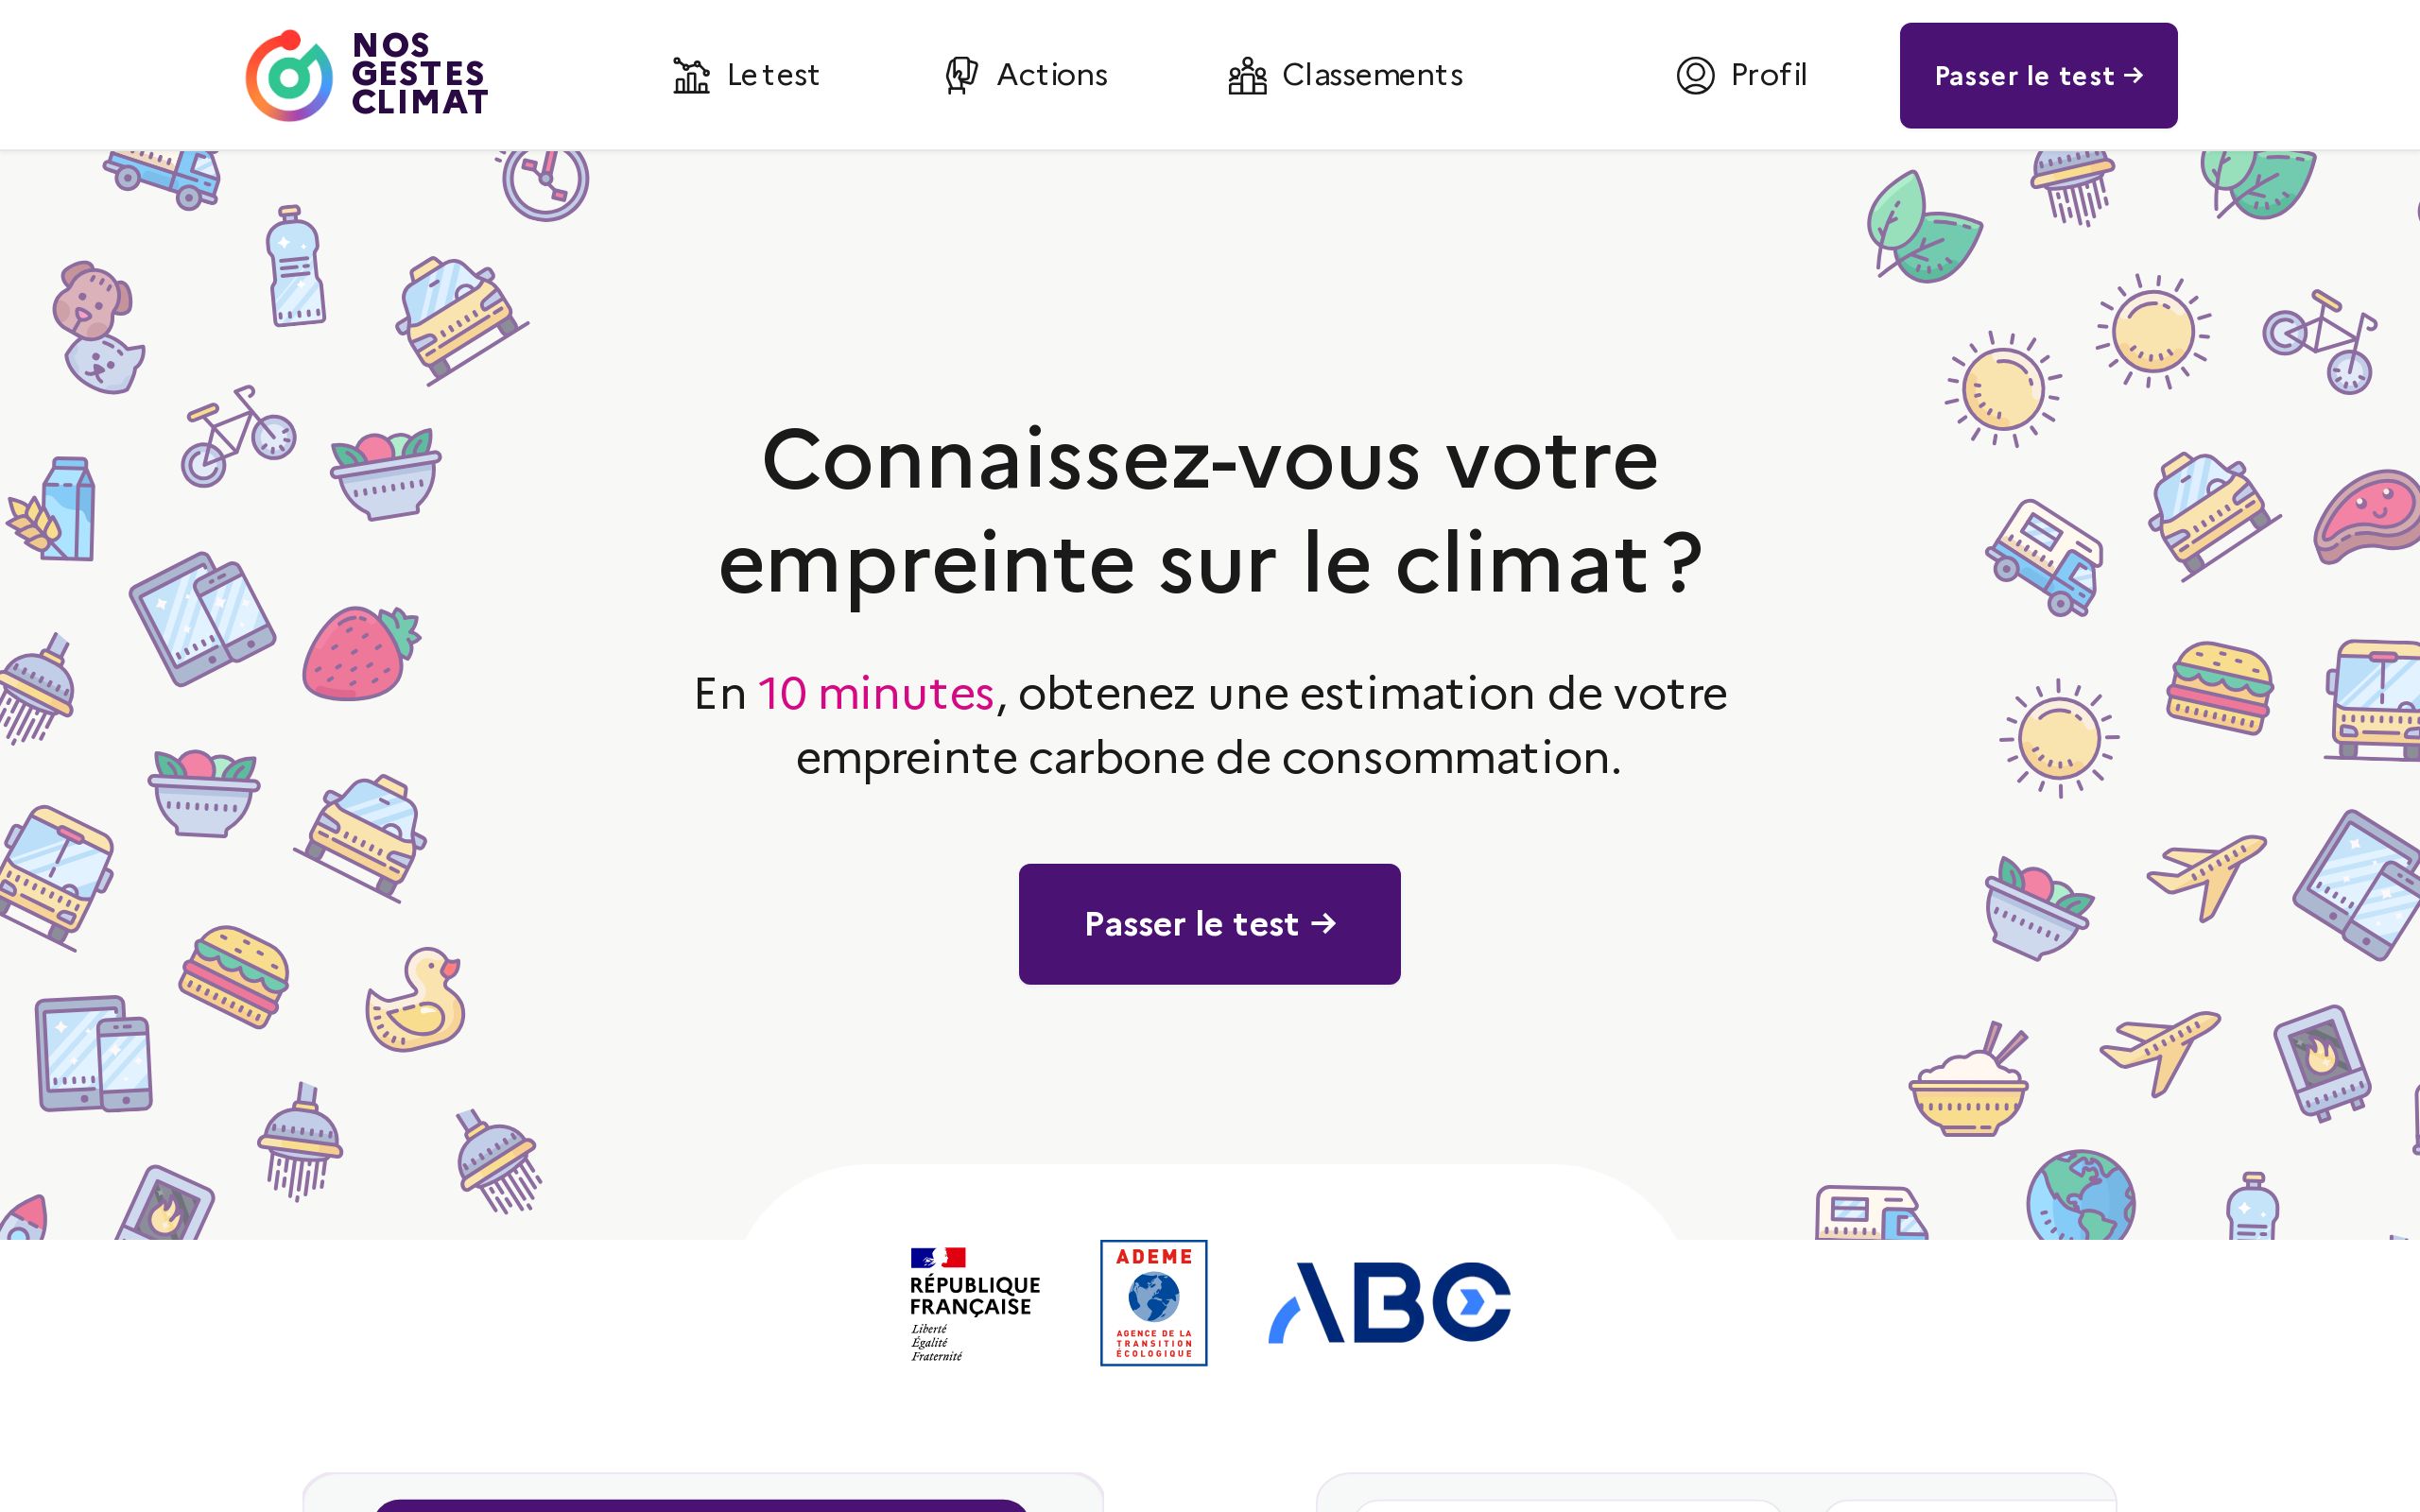 NOS
GESTES
CLIMAT
Le test
Actions
Classements
Profil
Passer le test →
Connaissez-vous votre
empreinte sur le climat ?
En 10 minutes, obtenez une estimation de votre
empreinte carbone de consommation.
Passer le test →
RÉPUBLIQUE
FRANÇAISE
Liberté
Égalité
Fraternité
ADEME
AGENCE DE LA
TRANSITION
ÉCOLOGIQUE
ABC